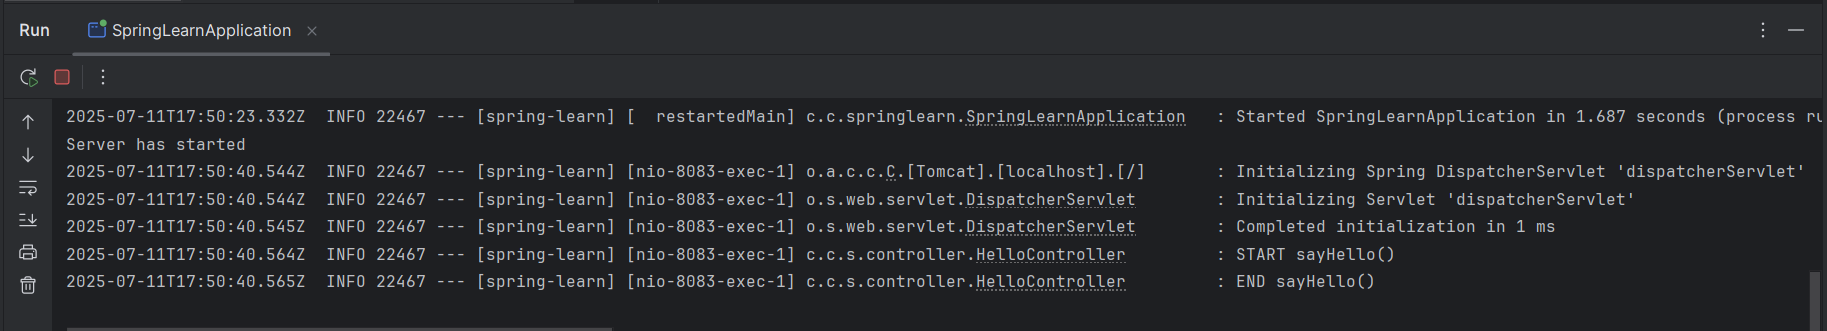 Run SpringLearnApplication
2025-07-11T17:50:23.332Z  INFO 22467 --- [spring-learn] [  restartedMain] c.c.springlearn.SpringLearnApplication   : Started SpringLearnApplication in 1.687 seconds (process
Server has started
2025-07-11T17:50:40.544Z  INFO 22467 --- [spring-learn] [nio-8083-exec-1] o.a.c.c.C.[Tomcat].[localhost].[/]       : Initializing Spring DispatcherServlet 'dispatcherServlet'
2025-07-11T17:50:40.544Z  INFO 22467 --- [spring-learn] [nio-8083-exec-1] o.s.web.servlet.DispatcherServlet        : Initializing Servlet 'dispatcherServlet'
2025-07-11T17:50:40.545Z  INFO 22467 --- [spring-learn] [nio-8083-exec-1] o.s.web.servlet.DispatcherServlet        : Completed initialization in 1 ms
2025-07-11T17:50:40.564Z  INFO 22467 --- [spring-learn] [nio-8083-exec-1] c.c.s.controller.HelloController         : START sayHello()
2025-07-11T17:50:40.565Z  INFO 22467 --- [spring-learn] [nio-8083-exec-1] c.c.s.controller.HelloController         : END sayHello()